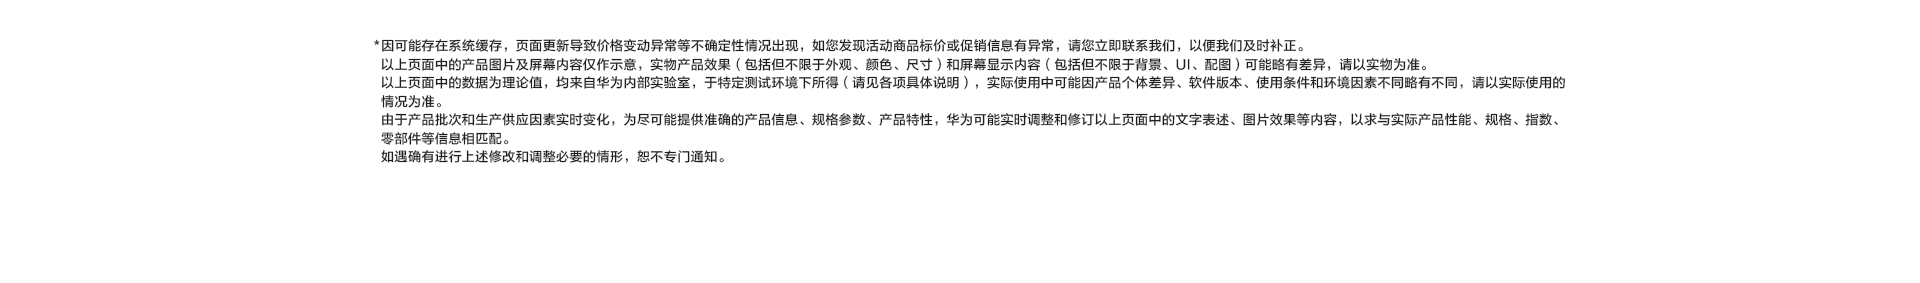 *因可能存在系统缓存，页面更新导致价格变动异常等不确定性情况出现，如您发现活动商品标价或促销信息有异常，请您立即联系我们，以便我们及时补正。
以上页面中的产品图片及屏幕内容仅作示意，实物产品效果（包括但不限于外观、颜色、尺寸）和屏幕显示内容（包括但不限于背景、UI、配图）可能略有差异，请以实物为准。
以上页面中的数据为理论值，均来自华为内部实验室，于特定测试环境下所得（请见各项具体说明），实际使用中可能因产品个体差异、软件版本、使用条件和环境因素不同略有不同，请以实际使用的
情况为准。
由于产品批次和生产供应因素实时变化，为尽可能提供准确的产品信息、规格参数、产品特性，华为可能实时调整和修订以上页面中的文字表述、图片效果等内容，以求与实际产品性能、规格、指数、
零部件等信息相匹配。
如遇确有进行上述修改和调整必要的情形，恕不专门通知。